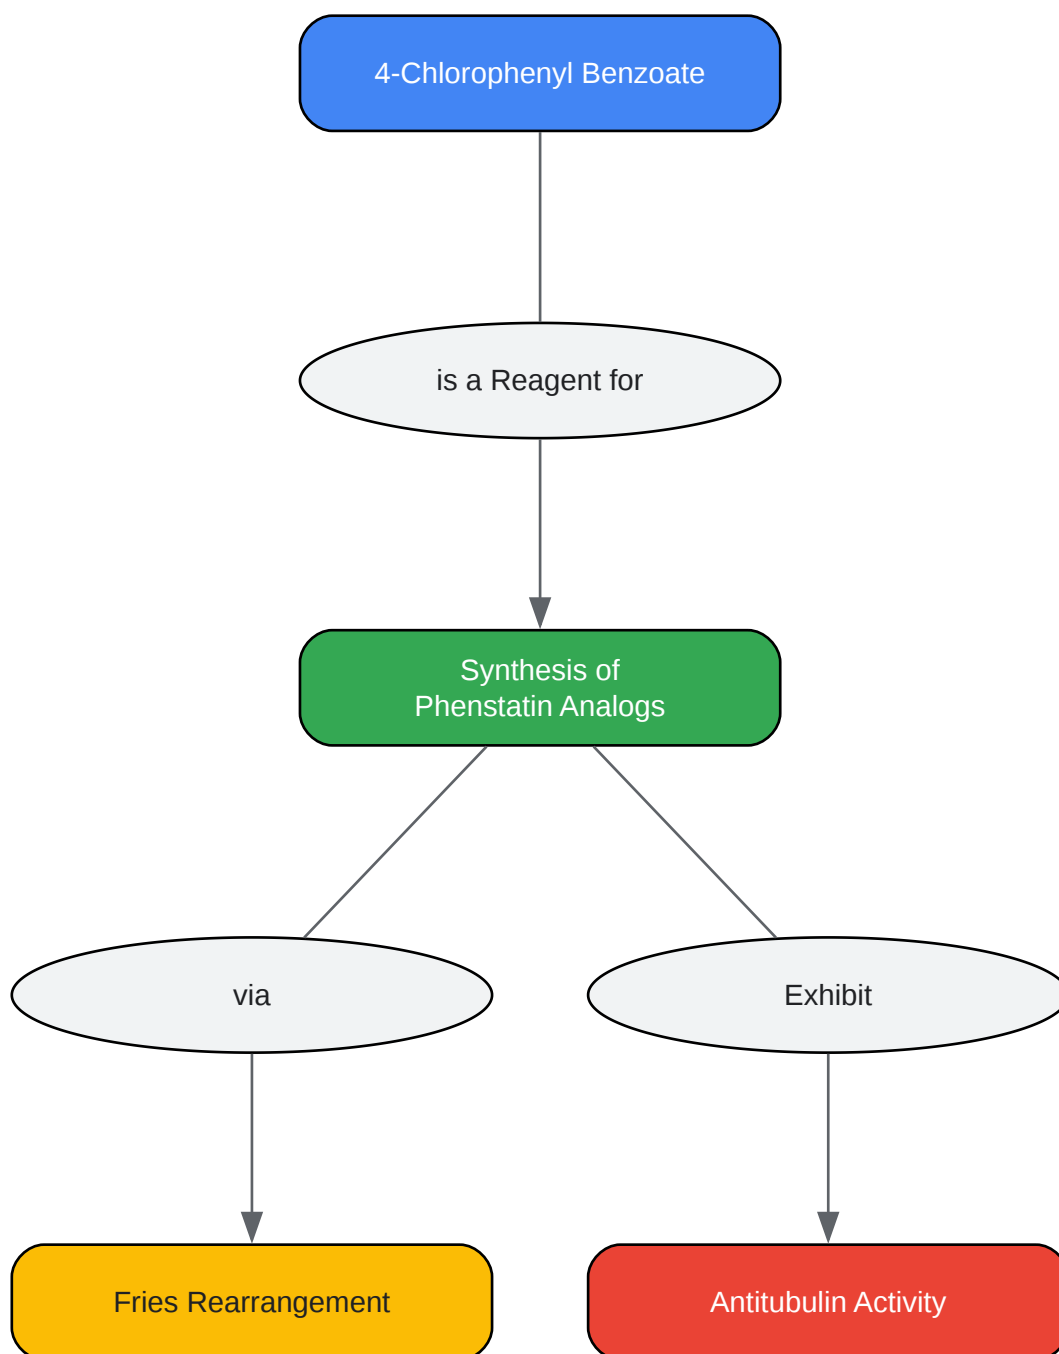 4-Chlorophenyl Benzoate
is a Reagent for
Synthesis of
Phenstatin Analogs
via
Exhibit
Fries Rearrangement
Antitubulin Activity